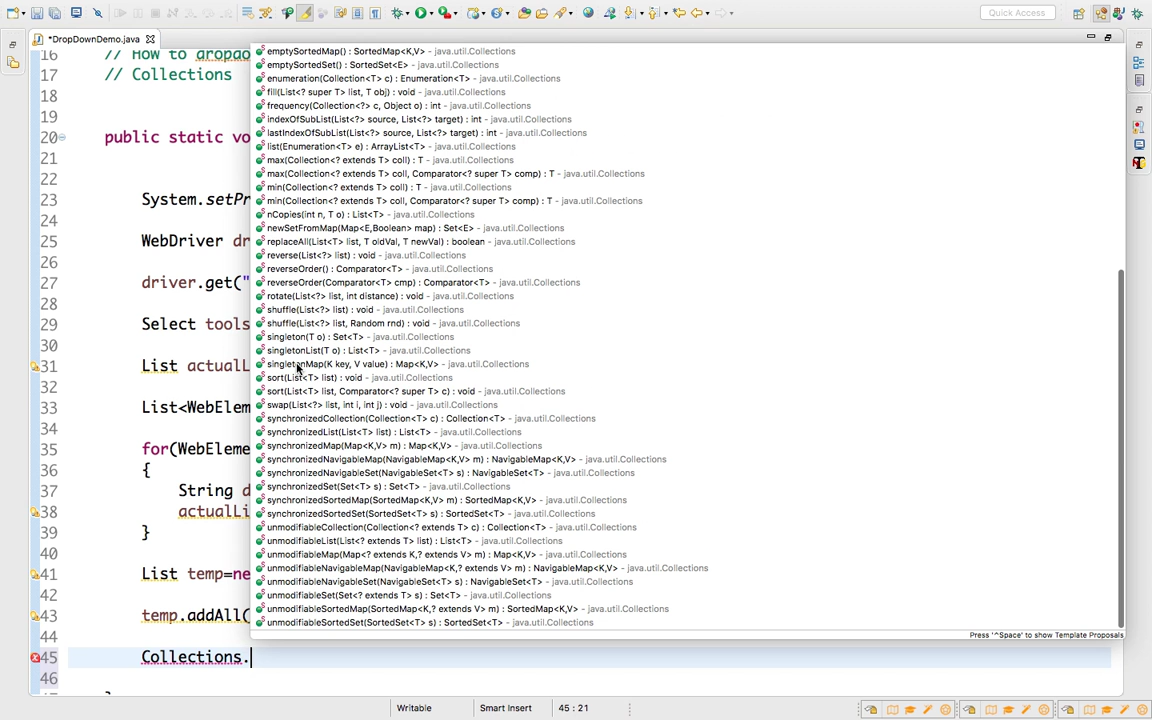 Quick Access
*DropDownDemo.java
16 // How to dropdo
17 // Collections
18
19
20 public static vo
21
22
23 System.setPr
24
25 WebDriver dr
26
27 driver.get("
28
29 Select tools
30
31 List actualL
32
33 List<WebElem
34
35 for(WebEleme
36 {
37 String d
38 actualLi
39 }
40
41 List temp=ne
42
43 temp.addAll(
44
45 Collections.
46
emptySortedMap() : SortedMap<K,V> - java.util.Collections
emptySortedSet() : SortedSet<E> - java.util.Collections
enumeration(Collection<T> c) : Enumeration<T> - java.util.Collections
fill(List<? super T> list, T obj) : void - java.util.Collections
frequency(Collection<?> c, Object o) : int - java.util.Collections
indexOfSubList(List<?> source, List<?> target) : int - java.util.Collections
lastIndexOfSubList(List<?> source, List<?> target) : int - java.util.Collections
list(Enumeration<T> e) : ArrayList<T> - java.util.Collections
max(Collection<? extends T> coll) : T - java.util.Collections
max(Collection<? extends T> coll, Comparator<? super T> comp) : T - java.util.Collections
min(Collection<? extends T> coll) : T - java.util.Collections
min(Collection<? extends T> coll, Comparator<? super T> comp) : T - java.util.Collections
nCopies(int n, T o) : List<T> - java.util.Collections
newSetFromMap(Map<E,Boolean> map) : Set<E> - java.util.Collections
replaceAll(List<T> list, T oldVal, T newVal) : boolean - java.util.Collections
reverse(List<?> list) : void - java.util.Collections
reverseOrder() : Comparator<T> - java.util.Collections
reverseOrder(Comparator<T> cmp) : Comparator<T> - java.util.Collections
rotate(List<?> list, int distance) : void - java.util.Collections
shuffle(List<?> list) : void - java.util.Collections
shuffle(List<?> list, Random rnd) : void - java.util.Collections
singleton(T o) : Set<T> - java.util.Collections
singletonList(T o) : List<T> - java.util.Collections
singletonMap(K key, V value) : Map<K,V> - java.util.Collections
sort(List<T> list) : void - java.util.Collections
sort(List<T> list, Comparator<? super T> c) : void - java.util.Collections
swap(List<?> list, int i, int j) : void - java.util.Collections
synchronizedCollection(Collection<T> c) : Collection<T> - java.util.Collections
synchronizedList(List<T> list) : List<T> - java.util.Collections
synchronizedMap(Map<K,V> m) : Map<K,V> - java.util.Collections
synchronizedNavigableMap(NavigableMap<K,V> m) : NavigableMap<K,V> - java.util.Collections
synchronizedNavigableSet(NavigableSet<T> s) : NavigableSet<T> - java.util.Collections
synchronizedSet(Set<T> s) : Set<T> - java.util.Collections
synchronizedSortedMap(SortedMap<K,V> m) : SortedMap<K,V> - java.util.Collections
synchronizedSortedSet(SortedSet<T> s) : SortedSet<T> - java.util.Collections
unmodifiableCollection(Collection<? extends T> c) : Collection<T> - java.util.Collections
unmodifiableList(List<? extends T> list) : List<T> - java.util.Collections
unmodifiableMap(Map<? extends K,? extends V> m) : Map<K,V> - java.util.Collections
unmodifiableNavigableMap(NavigableMap<K,? extends V> m) : NavigableMap<K,V> - java.util.Collections
unmodifiableNavigableSet(NavigableSet<T> s) : NavigableSet<T> - java.util.Collections
unmodifiableSet(Set<? extends T> s) : Set<T> - java.util.Collections
unmodifiableSortedMap(SortedMap<K,? extends V> m) : SortedMap<K,V> - java.util.Collections
unmodifiableSortedSet(SortedSet<T> s) : SortedSet<T> - java.util.Collections
Press '^Space' to show Template Proposals
Writable Smart Insert 45 : 21